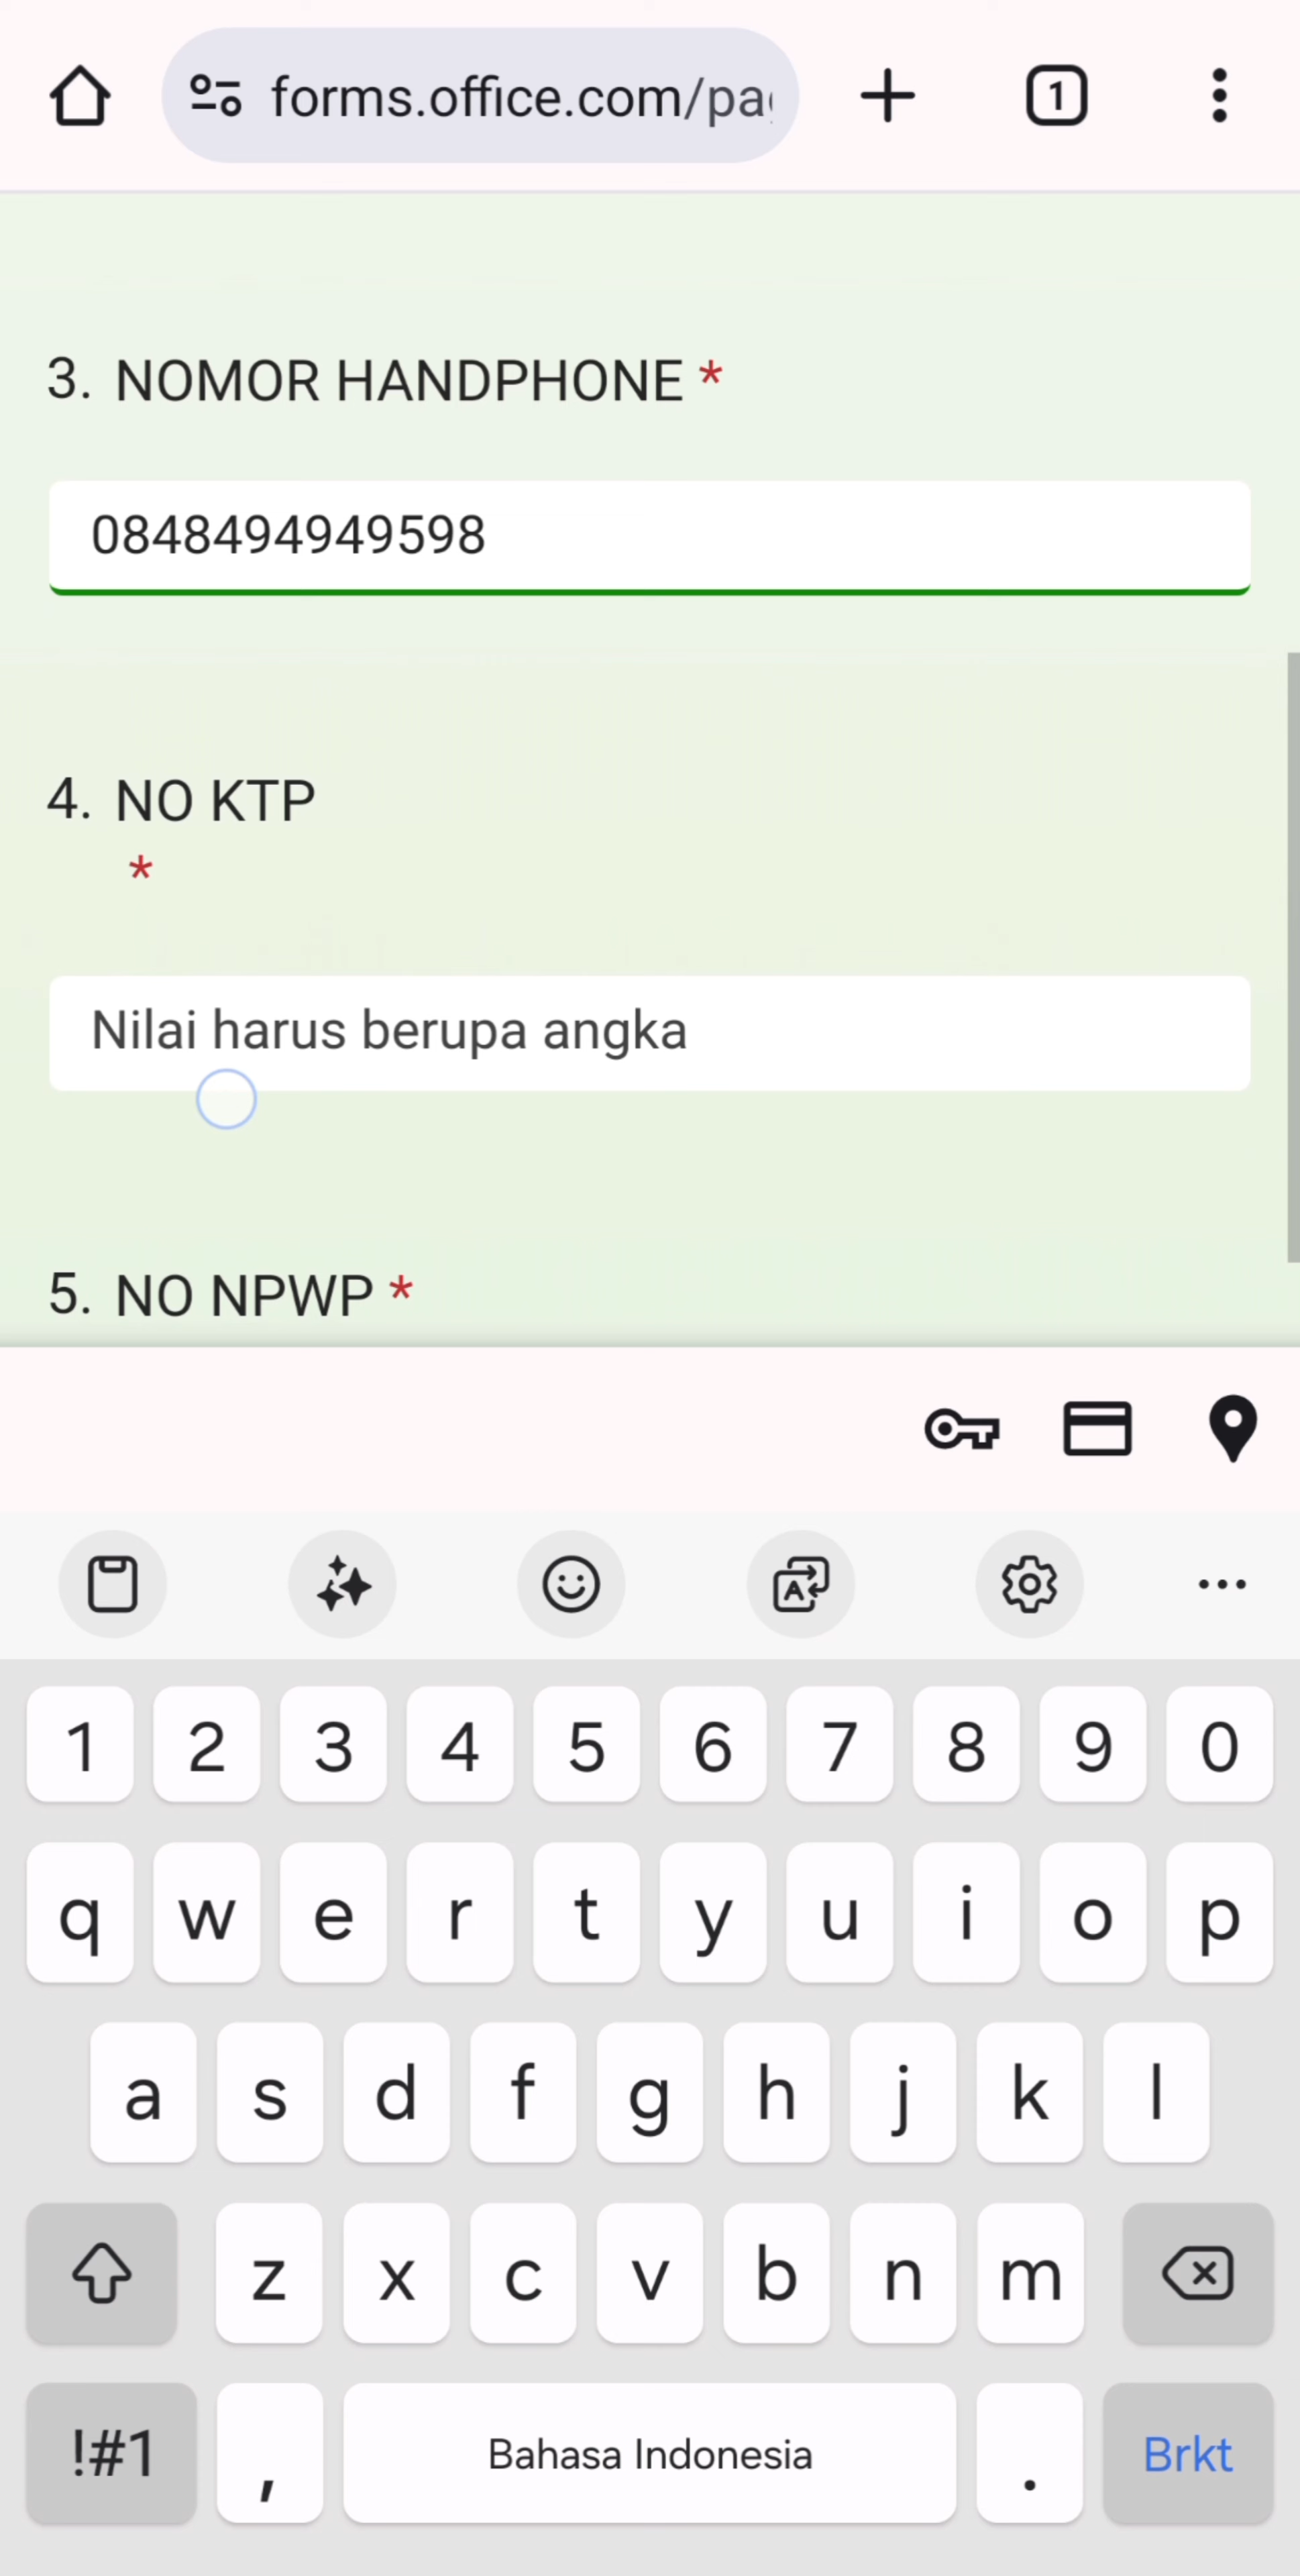 forms.office.com/pa
1
3. NOMOR HANDPHONE *
0848494949598
4. NO KTP
*
Nilai harus berupa angka
5. NO NPWP *
1 2 3 4 5 6 7 8 9 0
q w e r t y u i o p
a s d f g h j k l
z x c v b n m
!#1 , Bahasa Indonesia . Brkt